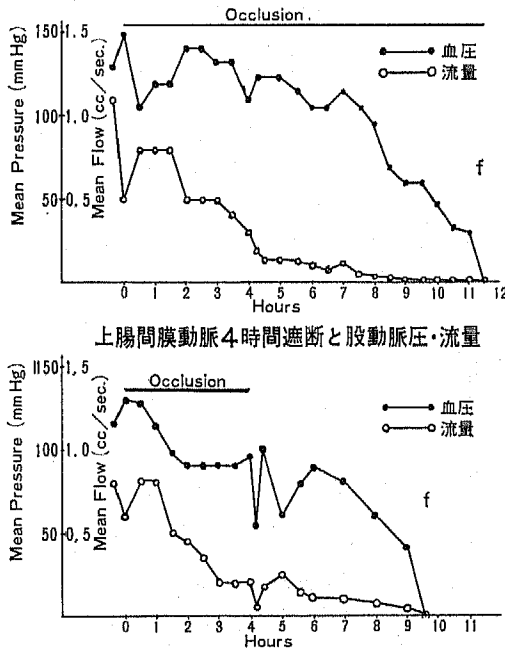 Occlusion.
Mean Pressure (mmHg)
Mean Flow (cc/sec.)
150 1.5
100 1.0
50 0,5
血圧
流量
f
0 1 2 3 4 5 6 7 8 9 10 11 12
Hours
上腸間膜動脈4時間遮断と股動脈圧・流量
Occlusion
Mean Pressure (mmHg)
Mean Flow (cc/sec.)
150 1,5
100 1.0
50 0,5
血圧
流量
f
0 1 2 3 4 5 6 7 8 9 10 11
Hours